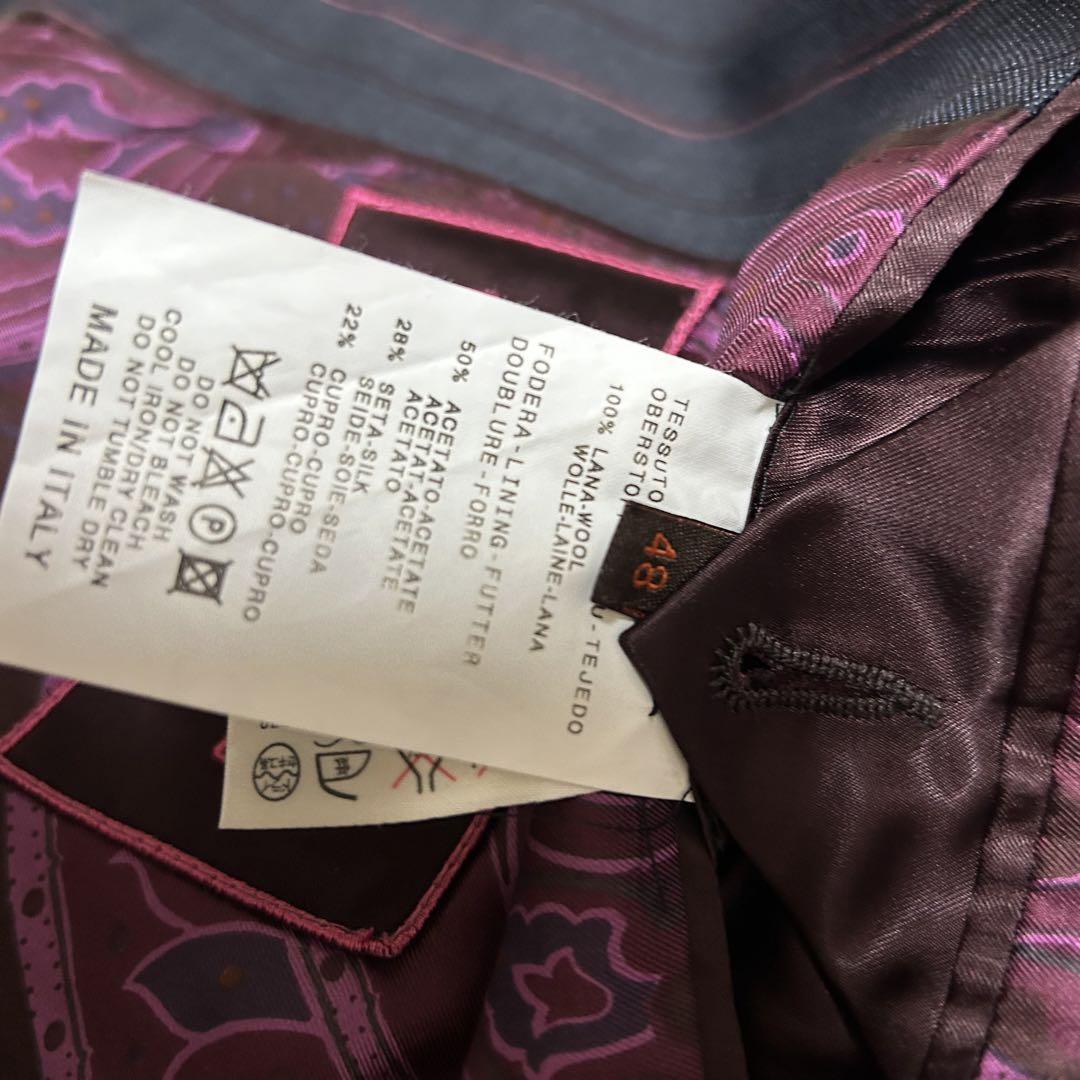 TESSUTO
OBERSTO U-TEJEDO
100% LANA-WOOL
WOLLE-LAINE-LANA
FODERA-LINING-FUTTER
DOUBLURE-FORRO
50% ACETATO-ACETATE
ACETAT-ACETATE
ACETATO
28% SETA-SILK
SEIDE-SOIE-SEDA
22% CUPRO-CUPRO
CUPRO-CUPRO-CUPRO
P
DO NOT WASH
DO NOT BLEACH
COOL IRON/DRY CLEAN
DO NOT TUMBLE DRY
MADE IN ITALY
48